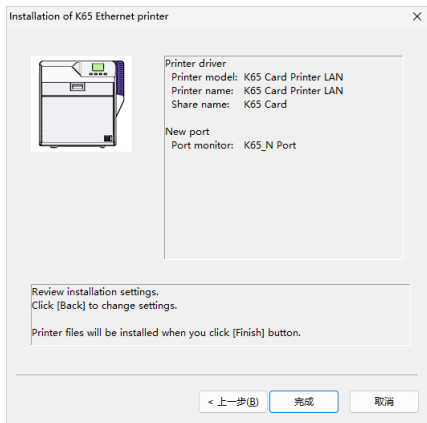 Installation of K65 Ethernet printer
Printer driver
Printer model: K65 Card Printer LAN
Printer name: K65 Card Printer LAN
Share name: K65 Card
New port
Port monitor: K65_N Port
Review installation settings.
Click [Back] to change settings.
Printer files will be installed when you click [Finish] button.
< 上一步(B) 完成 取消